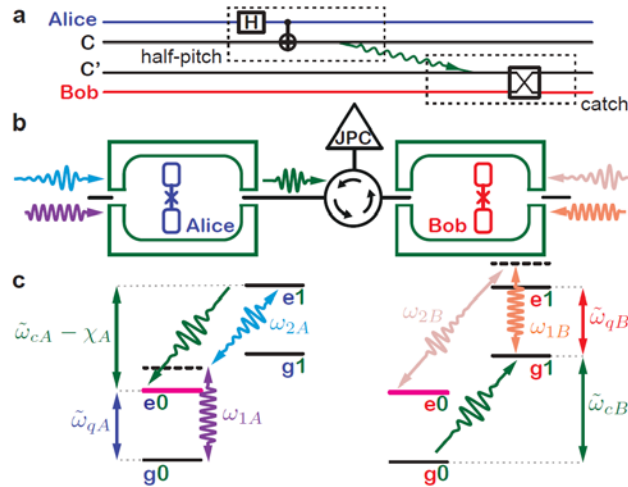 a
Alice
H
C
half-pitch
C'
Bob
catch
b
JPC
Alice
Bob
c
e1
ω̃cA − χA
ω2A
g1
e0
ω̃qA
ω1A
g0
ω2B
e1
ω1B
ω̃qB
g1
e0
ω̃cB
g0